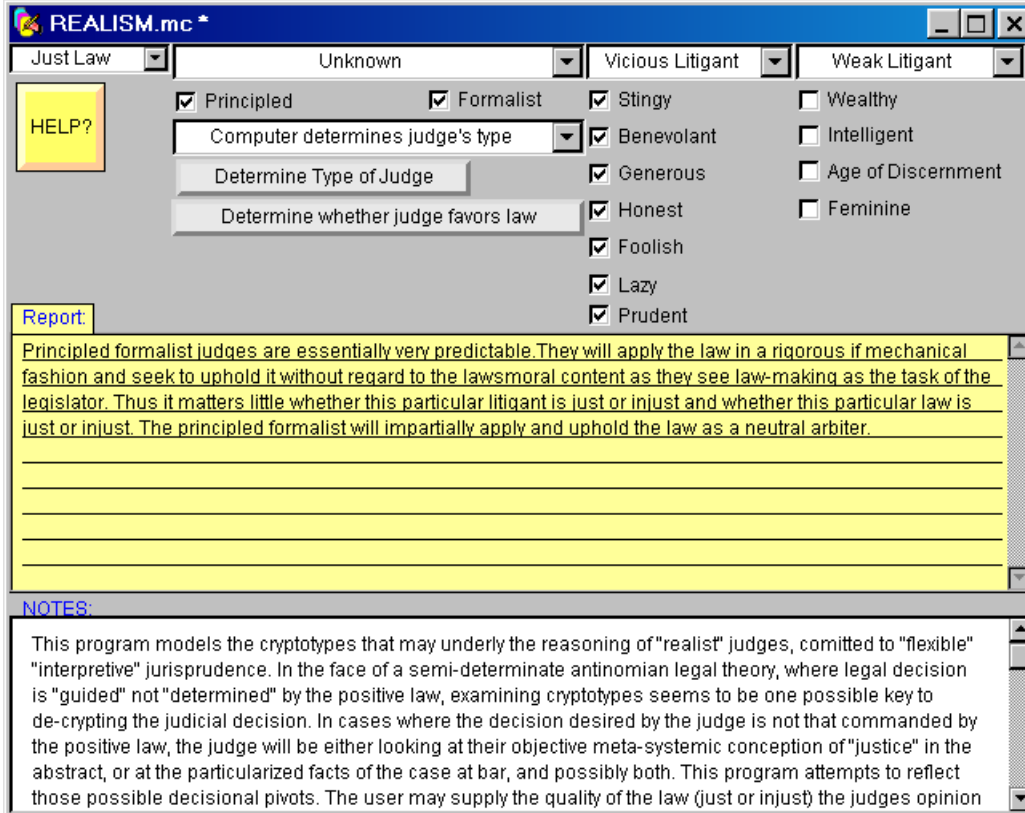 REALISM.mc *
Just Law Unknown Vicious Litigant Weak Litigant
HELP?
Principled Formalist
Computer determines judge's type
Determine Type of Judge
Determine whether judge favors law
Stingy
Benevolant
Generous
Honest
Foolish
Lazy
Prudent
Wealthy
Intelligent
Age of Discernment
Feminine
Report:
Principled formalist judges are essentially very predictable.They will apply the law in a rigorous if mechanical
fashion and seek to uphold it without regard to the lawsmoral content as they see law-making as the task of the
legislator. Thus it matters little whether this particular litigant is just or injust and whether this particular law is
just or injust. The principled formalist will impartially apply and uphold the law as a neutral arbiter.
NOTES:
This program models the cryptotypes that may underly the reasoning of "realist" judges, comitted to "flexible"
"interpretive" jurisprudence. In the face of a semi-determinate antinomian legal theory, where legal decision
is "guided" not "determined" by the positive law, examining cryptotypes seems to be one possible key to
de-crypting the judicial decision. In cases where the decision desired by the judge is not that commanded by
the positive law, the judge will be either looking at their objective meta-systemic conception of "justice" in the
abstract, or at the particularized facts of the case at bar, and possibly both. This program attempts to reflect
those possible decisional pivots. The user may supply the quality of the law (just or injust) the judges opinion